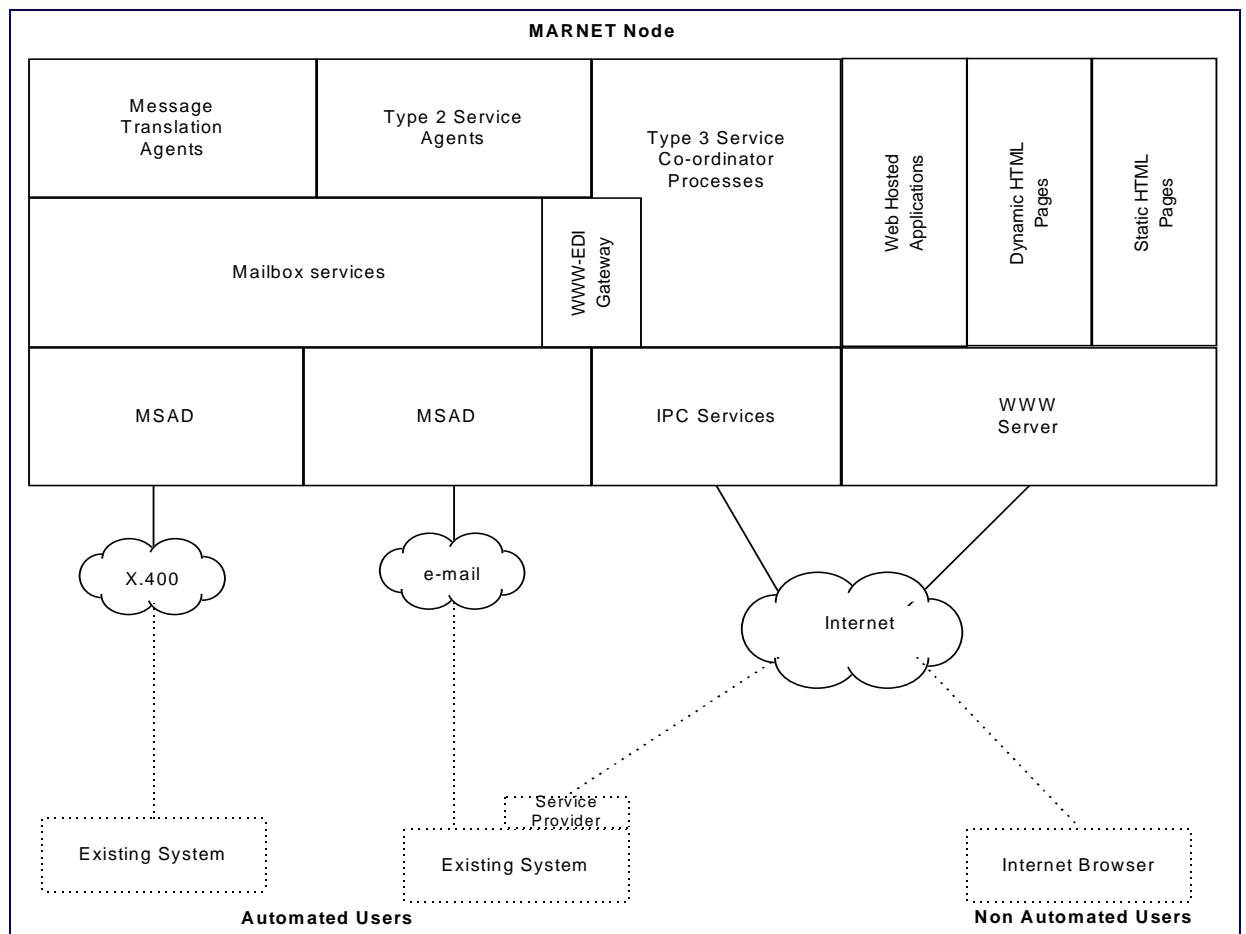 MARNET Node
Message
Translation
Agents
Type 2 Service
Agents
Type 3 Service
Co-ordinator
Processes
Web Hosted
Applications
Dynamic HTML
Pages
Static HTML
Pages
Mailbox services
WWW-EDI
Gateway
MSAD
MSAD
IPC Services
WWW
Server
X.400
e-mail
Internet
Service
Provider
Existing System
Existing System
Internet Browser
Automated Users
Non Automated Users